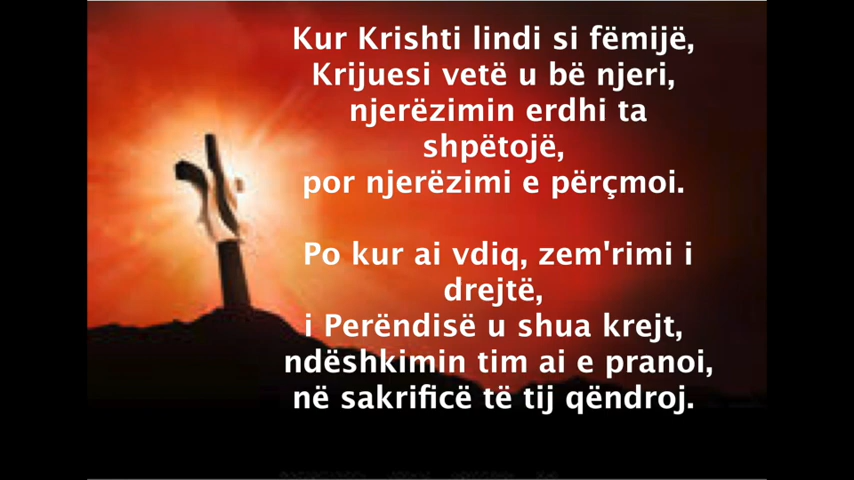 Kur Krishti lindi si fëmijë,
Krijuesi vetë u bë njeri,
njerëzimin erdhi ta
shpëtojë,
por njerëzimi e përçmoi.
Po kur ai vdiq, zem'rimi i
drejtë,
i Perëndisë u shua krejt,
ndëshkimin tim ai e pranoi,
në sakrificë të tij qëndroj.